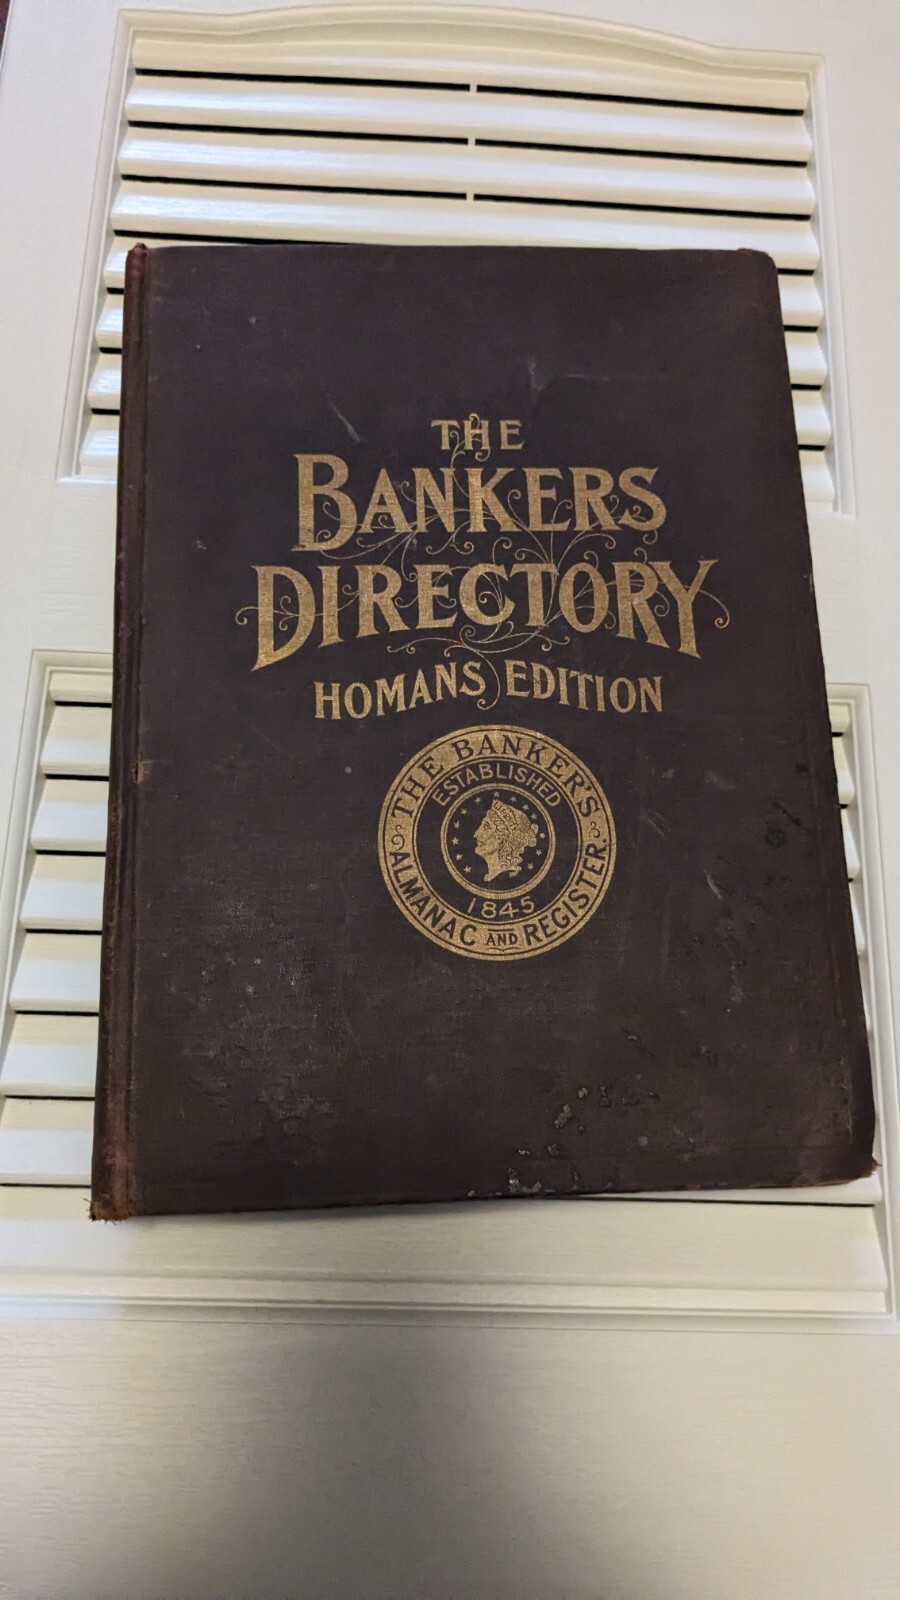 THE
BANKERS
DIRECTORY
HOMANS EDITION
THE BANKER'S
ESTABLISHED
1845
ALMANAC AND REGISTER.